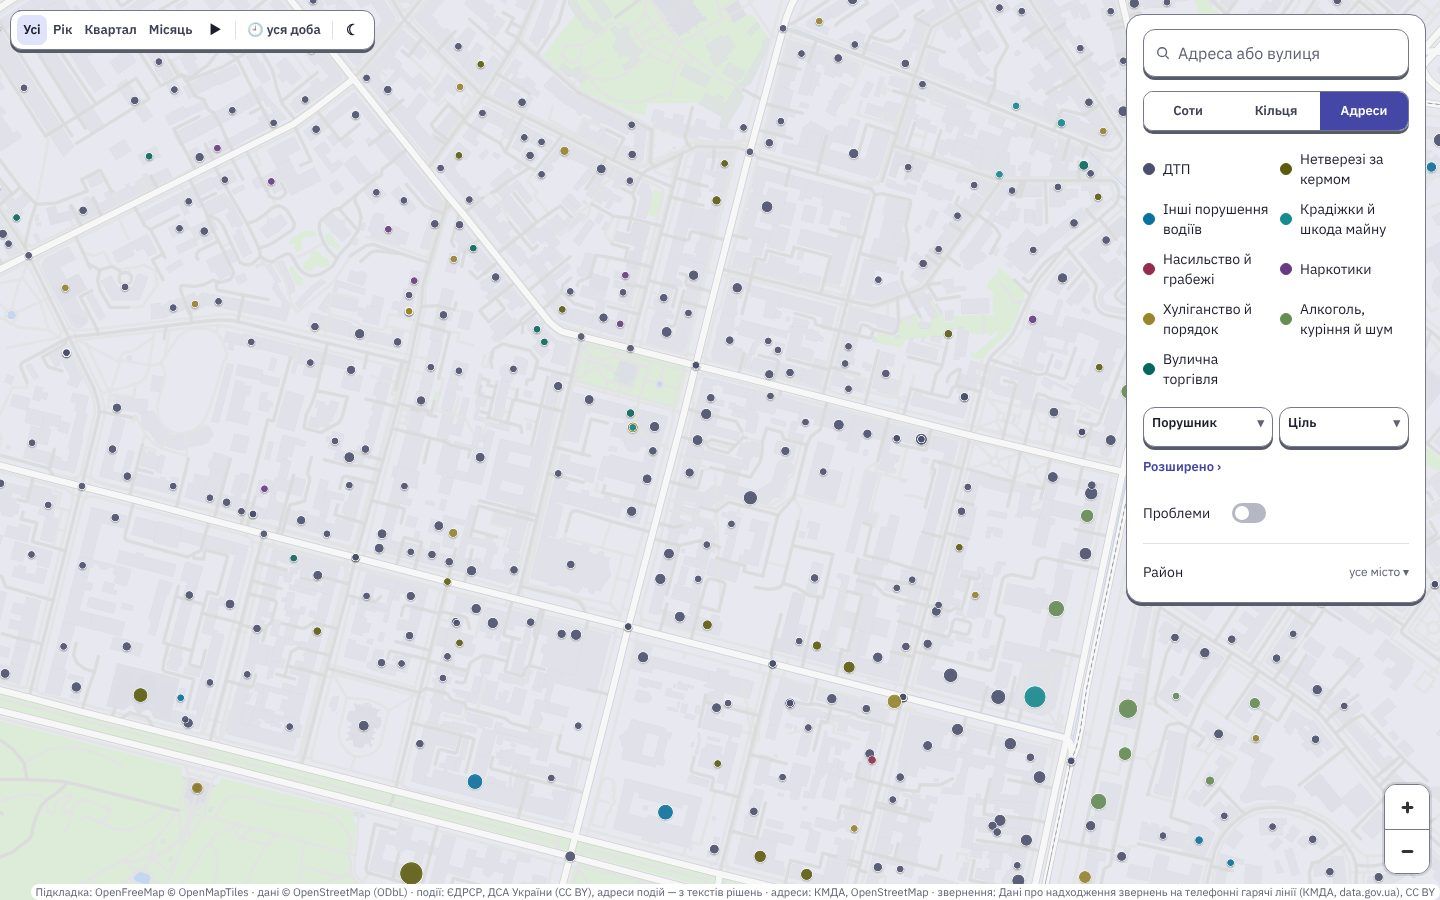 Усі Рік Квартал Місяць ▶ 🕘 уся доба ☾
Адреса або вулиця
Соти Кільця Адреси
ДТП
Нетверезі за
кермом
Інші порушення
водіїв
Крадіжки й
шкода майну
Насильство й
грабежі
Наркотики
Хуліганство й
порядок
Алкоголь,
куріння й шум
Вулична
торгівля
Порушник ▾ Ціль ▾
Розширено ›
Проблеми
Район усе місто ▾
+
−
Підкладка: OpenFreeMap © OpenMapTiles · дані © OpenStreetMap (ODbL) · події: ЄДРСР, ДСА України (CC BY), адреси подій — з текстів рішень · адреси: КМДА, OpenStreetMap · звернення: Дані про надходження звернень на телефонні гарячі лінії (КМДА, data.gov.ua), CC BY